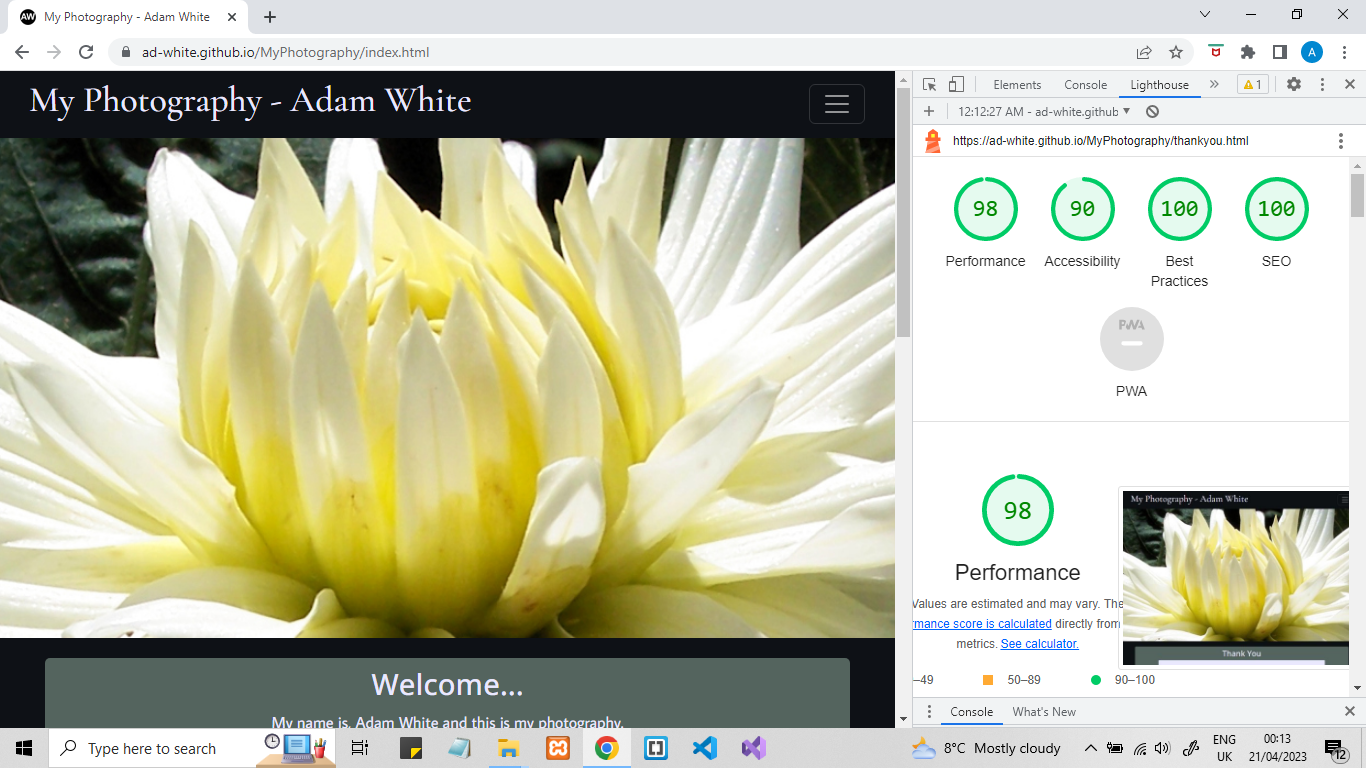 AW My Photography - Adam White
ad-white.github.io/MyPhotography/index.html
A
My Photography - Adam White
Welcome...
My name is, Adam White and this is my photography.
Elements Console Lighthouse 1
12:12:27 AM - ad-white.github
https://ad-white.github.io/MyPhotography/thankyou.html
98 90 100 100
Performance Accessibility Best SEO
Practices
PWA
PWA
98
Performance
Values are estimated and may vary. The
rmance score is calculated directly from
metrics. See calculator.
–49 50–89 90–100
My Photography - Adam White
Thank You
Console What's New
Type here to search
8°C Mostly cloudy
ENG
UK
00:13
21/04/2023
12